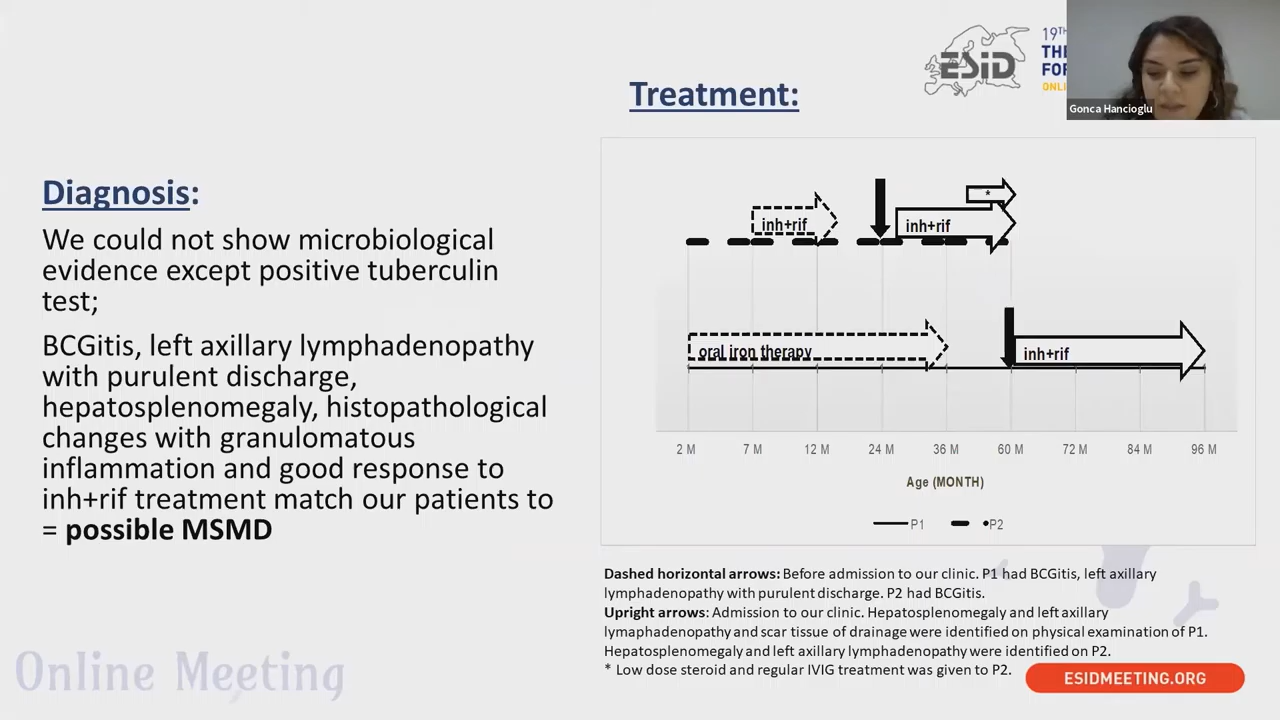 ESiD
19TH
THE
FOR
ONLI
Gonca Hancioglu
Treatment:
Diagnosis:
We could not show microbiological
evidence except positive tuberculin
test;
BCGitis, left axillary lymphadenopathy
with purulent discharge,
hepatosplenomegaly, histopathological
changes with granulomatous
inflammation and good response to
inh+rif treatment match our patients to
= possible MSMD
*
inh+rif
inh+rif
oral iron therapy
inh+rif
2 M 7 M 12 M 24 M 36 M 60 M 72 M 84 M 96 M
Age (MONTH)
P1 •P2
Dashed horizontal arrows: Before admission to our clinic. P1 had BCGitis, left axillary
lymphadenopathy with purulent discharge. P2 had BCGitis.
Upright arrows: Admission to our clinic. Hepatosplenomegaly and left axillary
lymaphadenopathy and scar tissue of drainage were identified on physical examination of P1.
Hepatosplenomegaly and left axillary lymphadenopathy were identified on P2.
* Low dose steroid and regular IVIG treatment was given to P2.
Online Meeting
ESIDMEETING.ORG